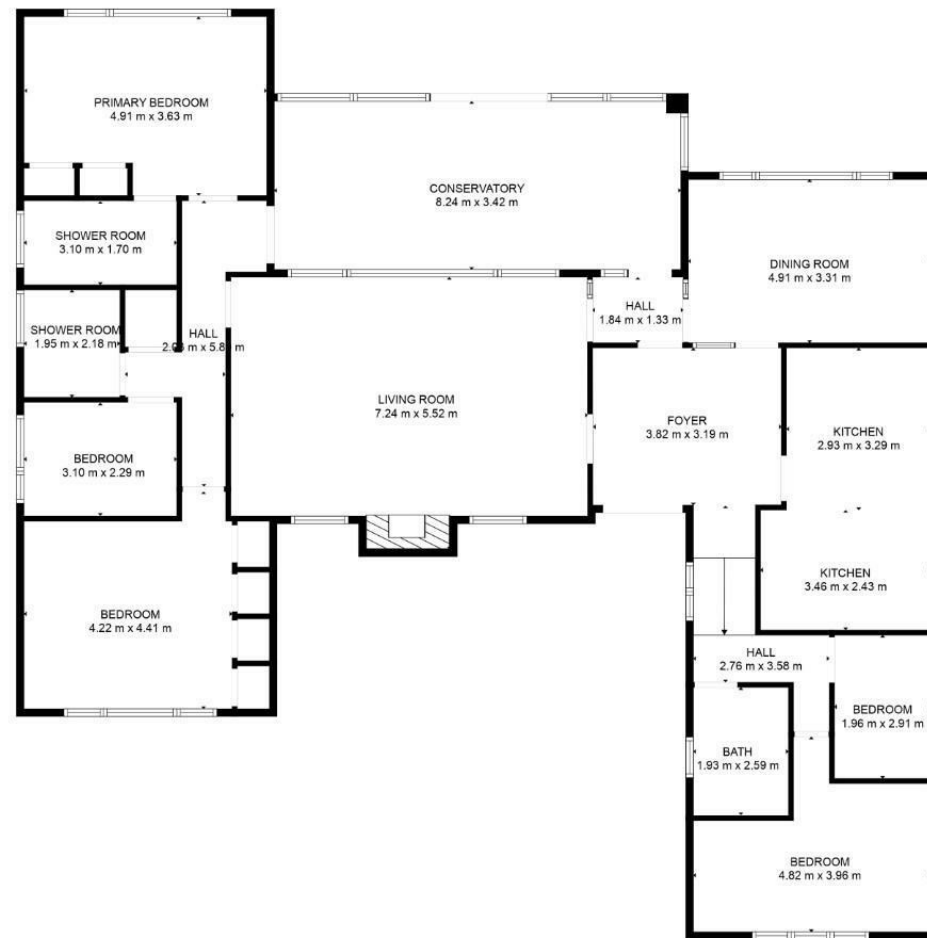 PRIMARY BEDROOM
4.91 m x 3.63 m
CONSERVATORY
8.24 m x 3.42 m
SHOWER ROOM
3.10 m x 1.70 m
DINING ROOM
4.91 m x 3.31 m
HALL
1.84 m x 1.33 m
SHOWER ROOM
1.95 m x 2.18 m
HALL
LIVING ROOM
7.24 m x 5.52 m
FOYER
3.82 m x 3.19 m
KITCHEN
2.93 m x 3.29 m
BEDROOM
3.10 m x 2.29 m
KITCHEN
3.46 m x 2.43 m
BEDROOM
4.22 m x 4.41 m
HALL
2.76 m x 3.58 m
BEDROOM
1.96 m x 2.91 m
BATH
1.93 m x 2.59 m
BEDROOM
4.82 m x 3.96 m